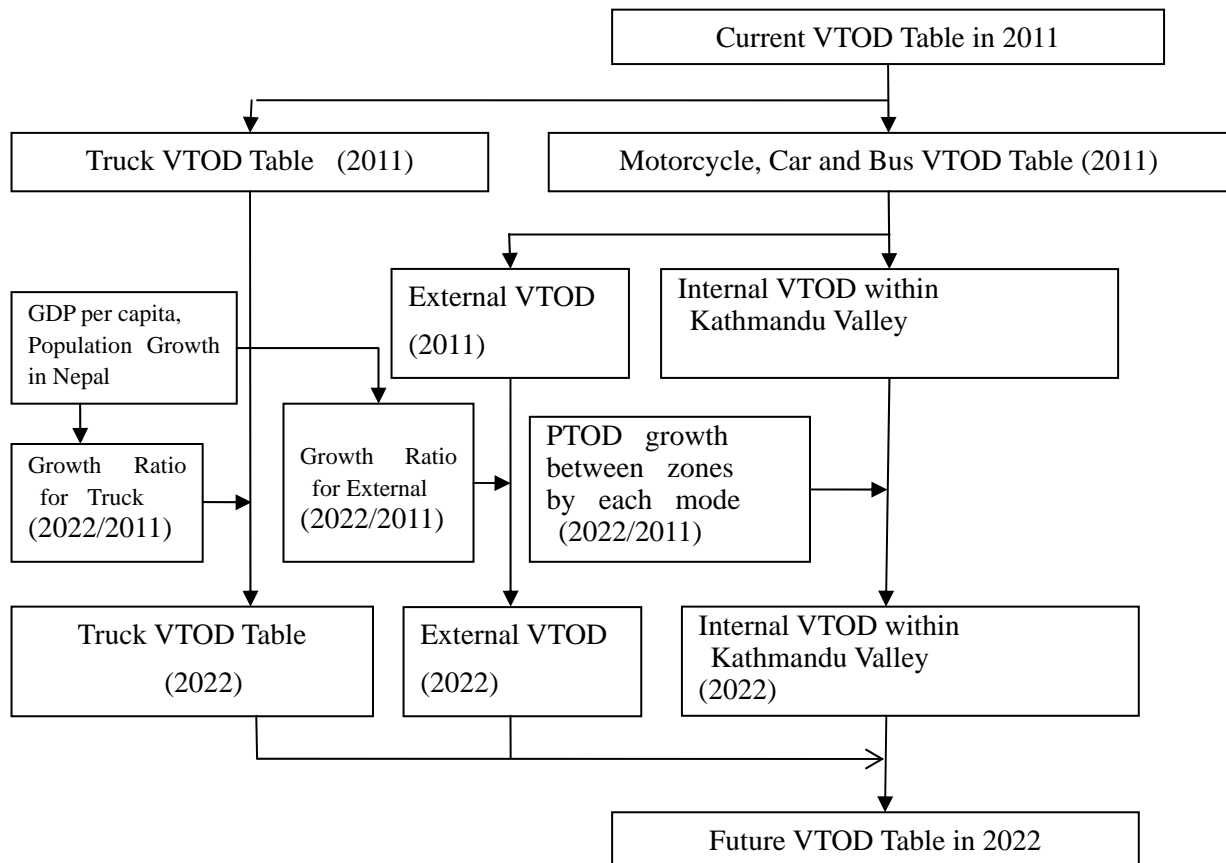 Current VTOD Table in 2011
Truck VTOD Table (2011)
Motorcycle, Car and Bus VTOD Table (2011)
External VTOD
(2011)
Internal VTOD within
Kathmandu Valley
GDP per capita,
Population Growth
in Nepal
Growth Ratio
for Truck
(2022/2011)
Growth Ratio
for External
(2022/2011)
PTOD growth
between zones
by each mode
(2022/2011)
Truck VTOD Table
(2022)
External VTOD
(2022)
Internal VTOD within
Kathmandu Valley
(2022)
Future VTOD Table in 2022